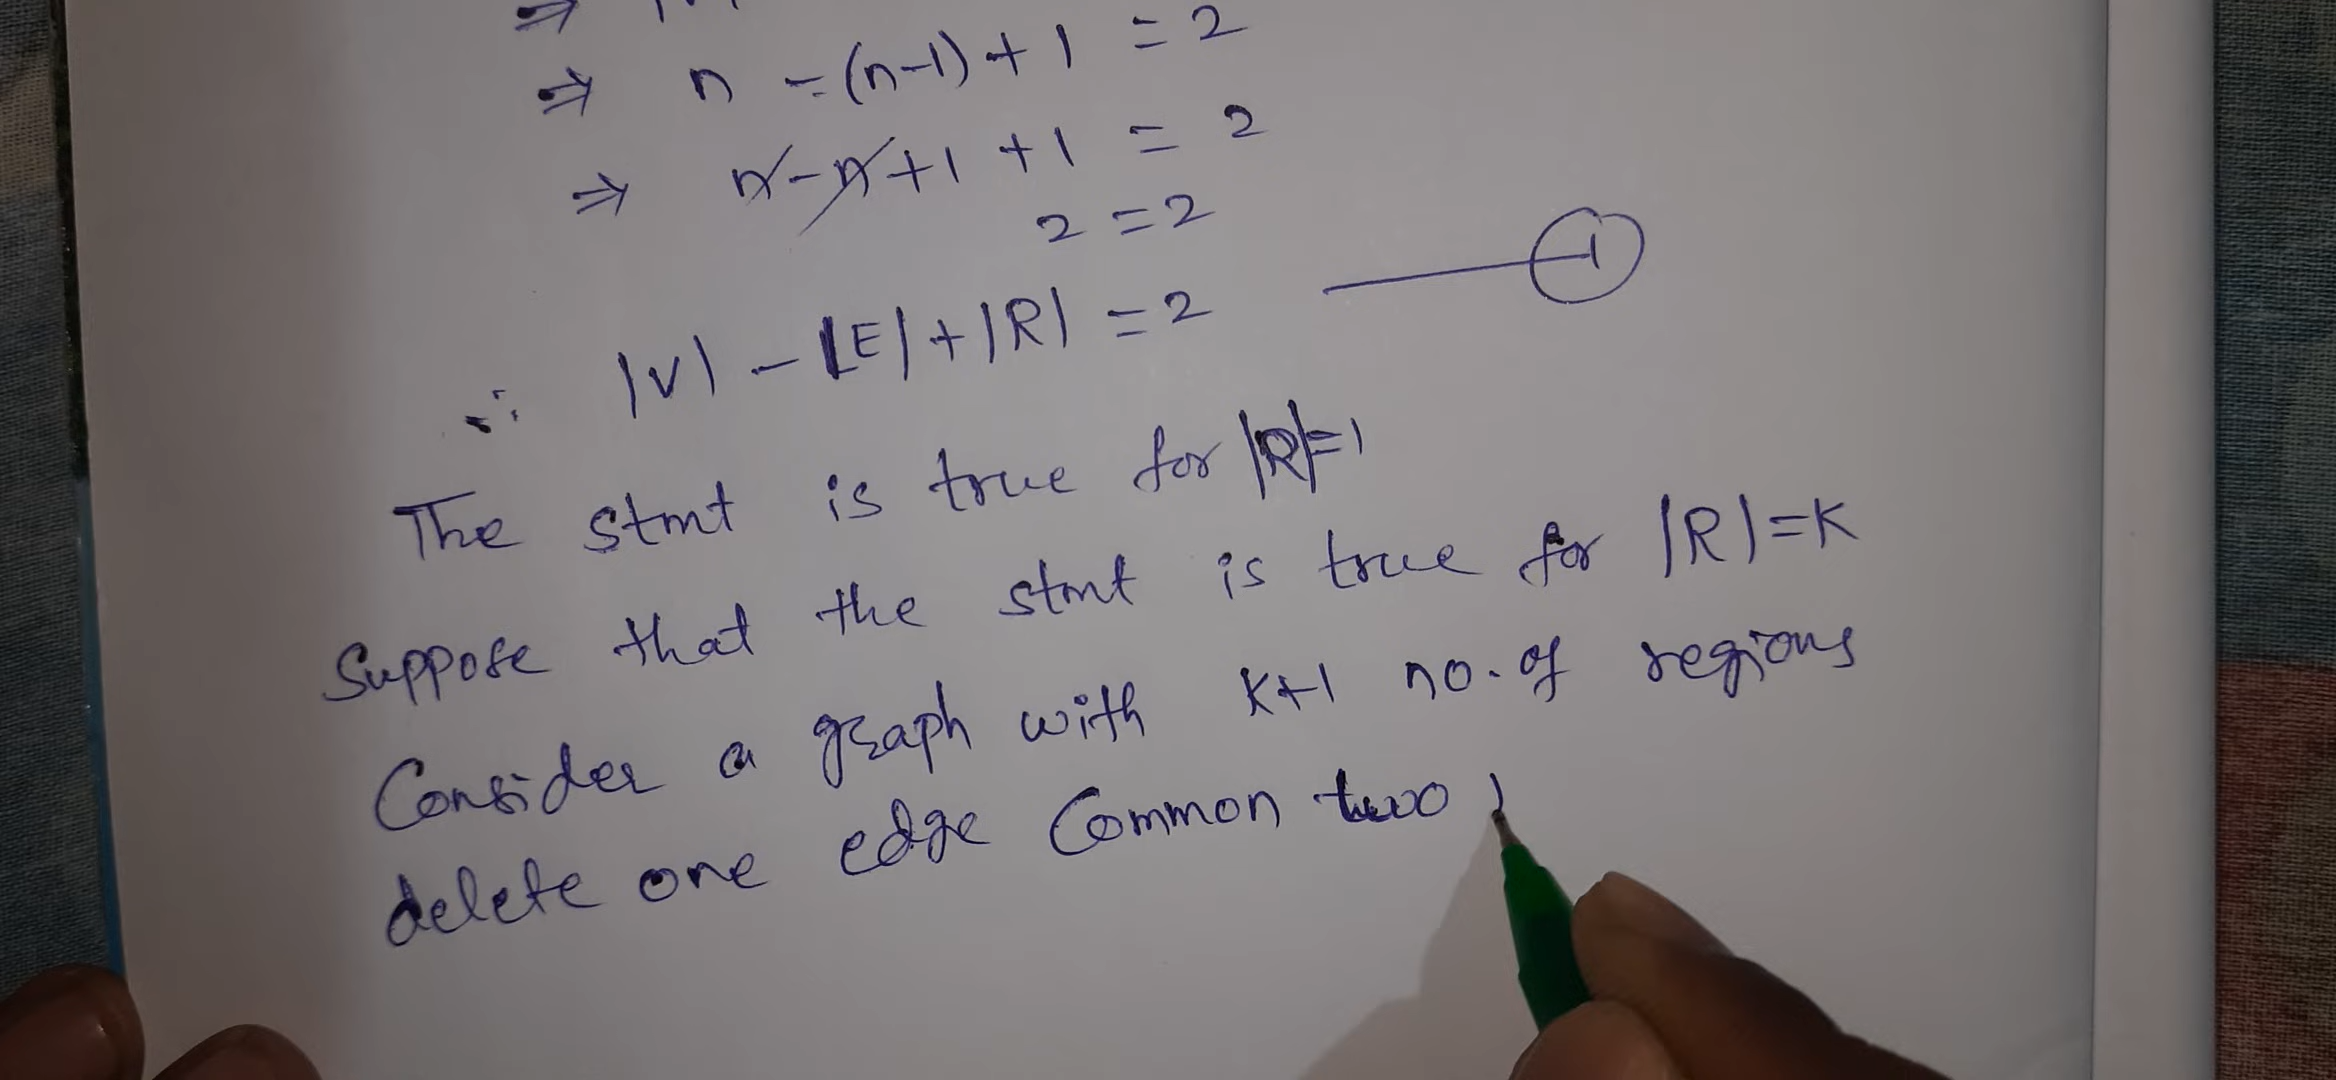 ⇒
⇒ n - (n-1) + 1 = 2
⇒ n - n + 1 + 1 = 2
2 = 2
∴ |V| - |E| + |R| = 2 1
The stmt is true for |R|=1
Suppose that the stmt is true for |R|=K
Consider a graph with K+1 no. of regions
delete one edge Common two